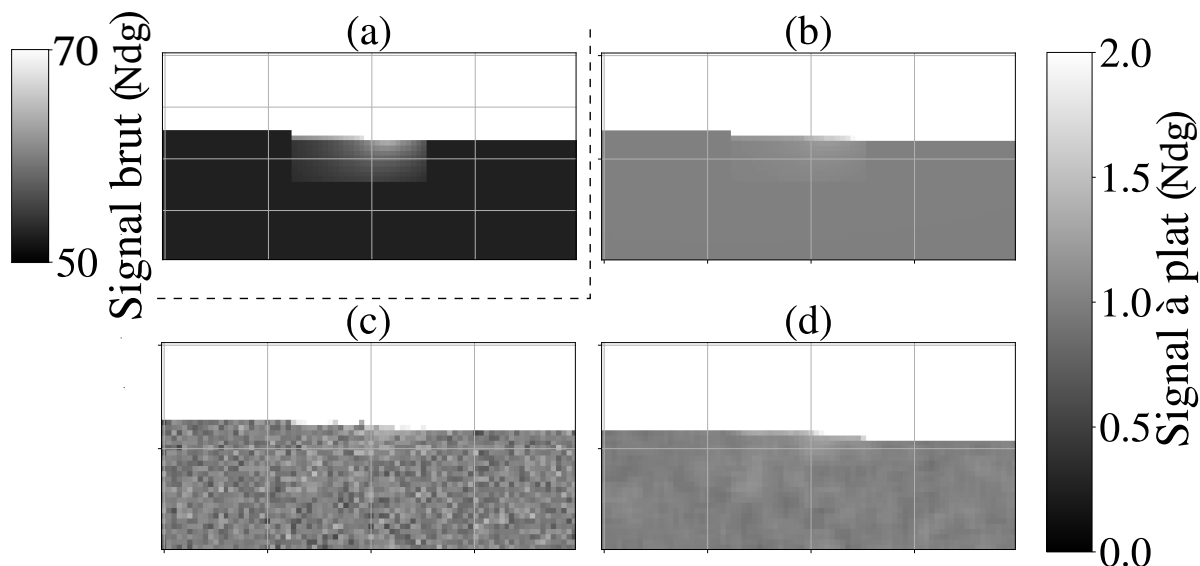 (a)
(b)
70
50
Signal brut (Ndg)
2.0
1.5
1.0
0.5
0.0
Signal à plat (Ndg)
(c)
(d)